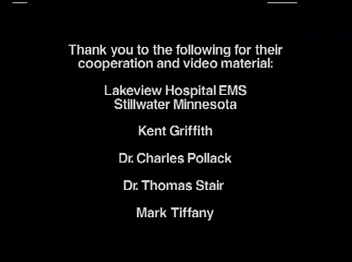 Thank you to the following for their
cooperation and video material:
Lakeview Hospital EMS
Stillwater Minnesota
Kent Griffith
Dr. Charles Pollack
Dr. Thomas Stair
Mark Tiffany